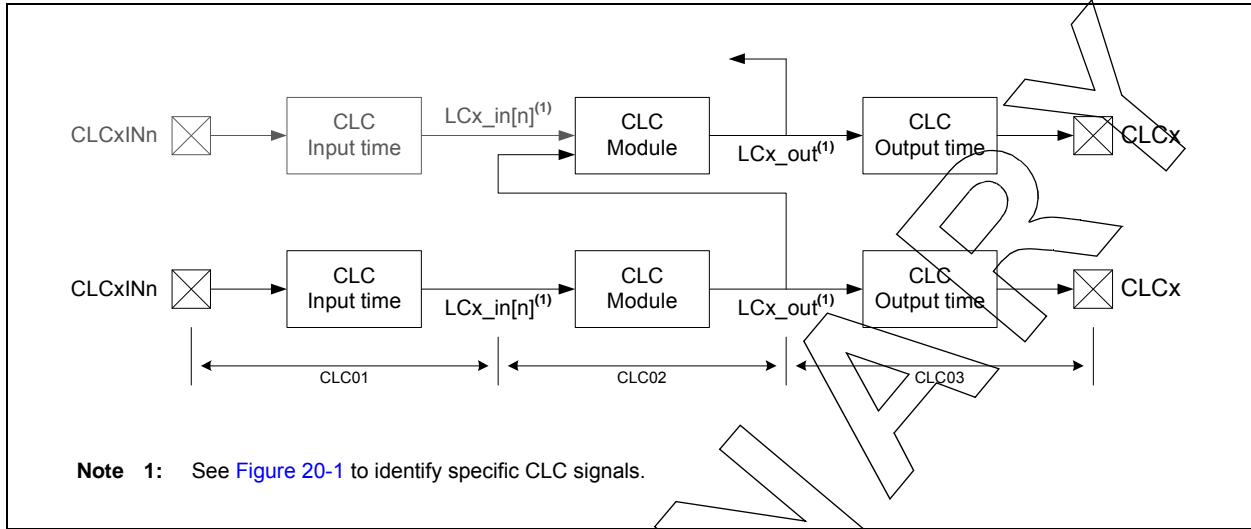 CLCxINn
CLC
Input time
LCx_in[n](1)
CLC
Module
LCx_out(1)
CLC
Output time
CLCx
CLCxINn
CLC
Input time
LCx_in[n](1)
CLC
Module
LCx_out(1)
CLC
Output time
CLCx
CLC01
CLC02
CLC03
Note 1: See Figure 20-1 to identify specific CLC signals.
NARY